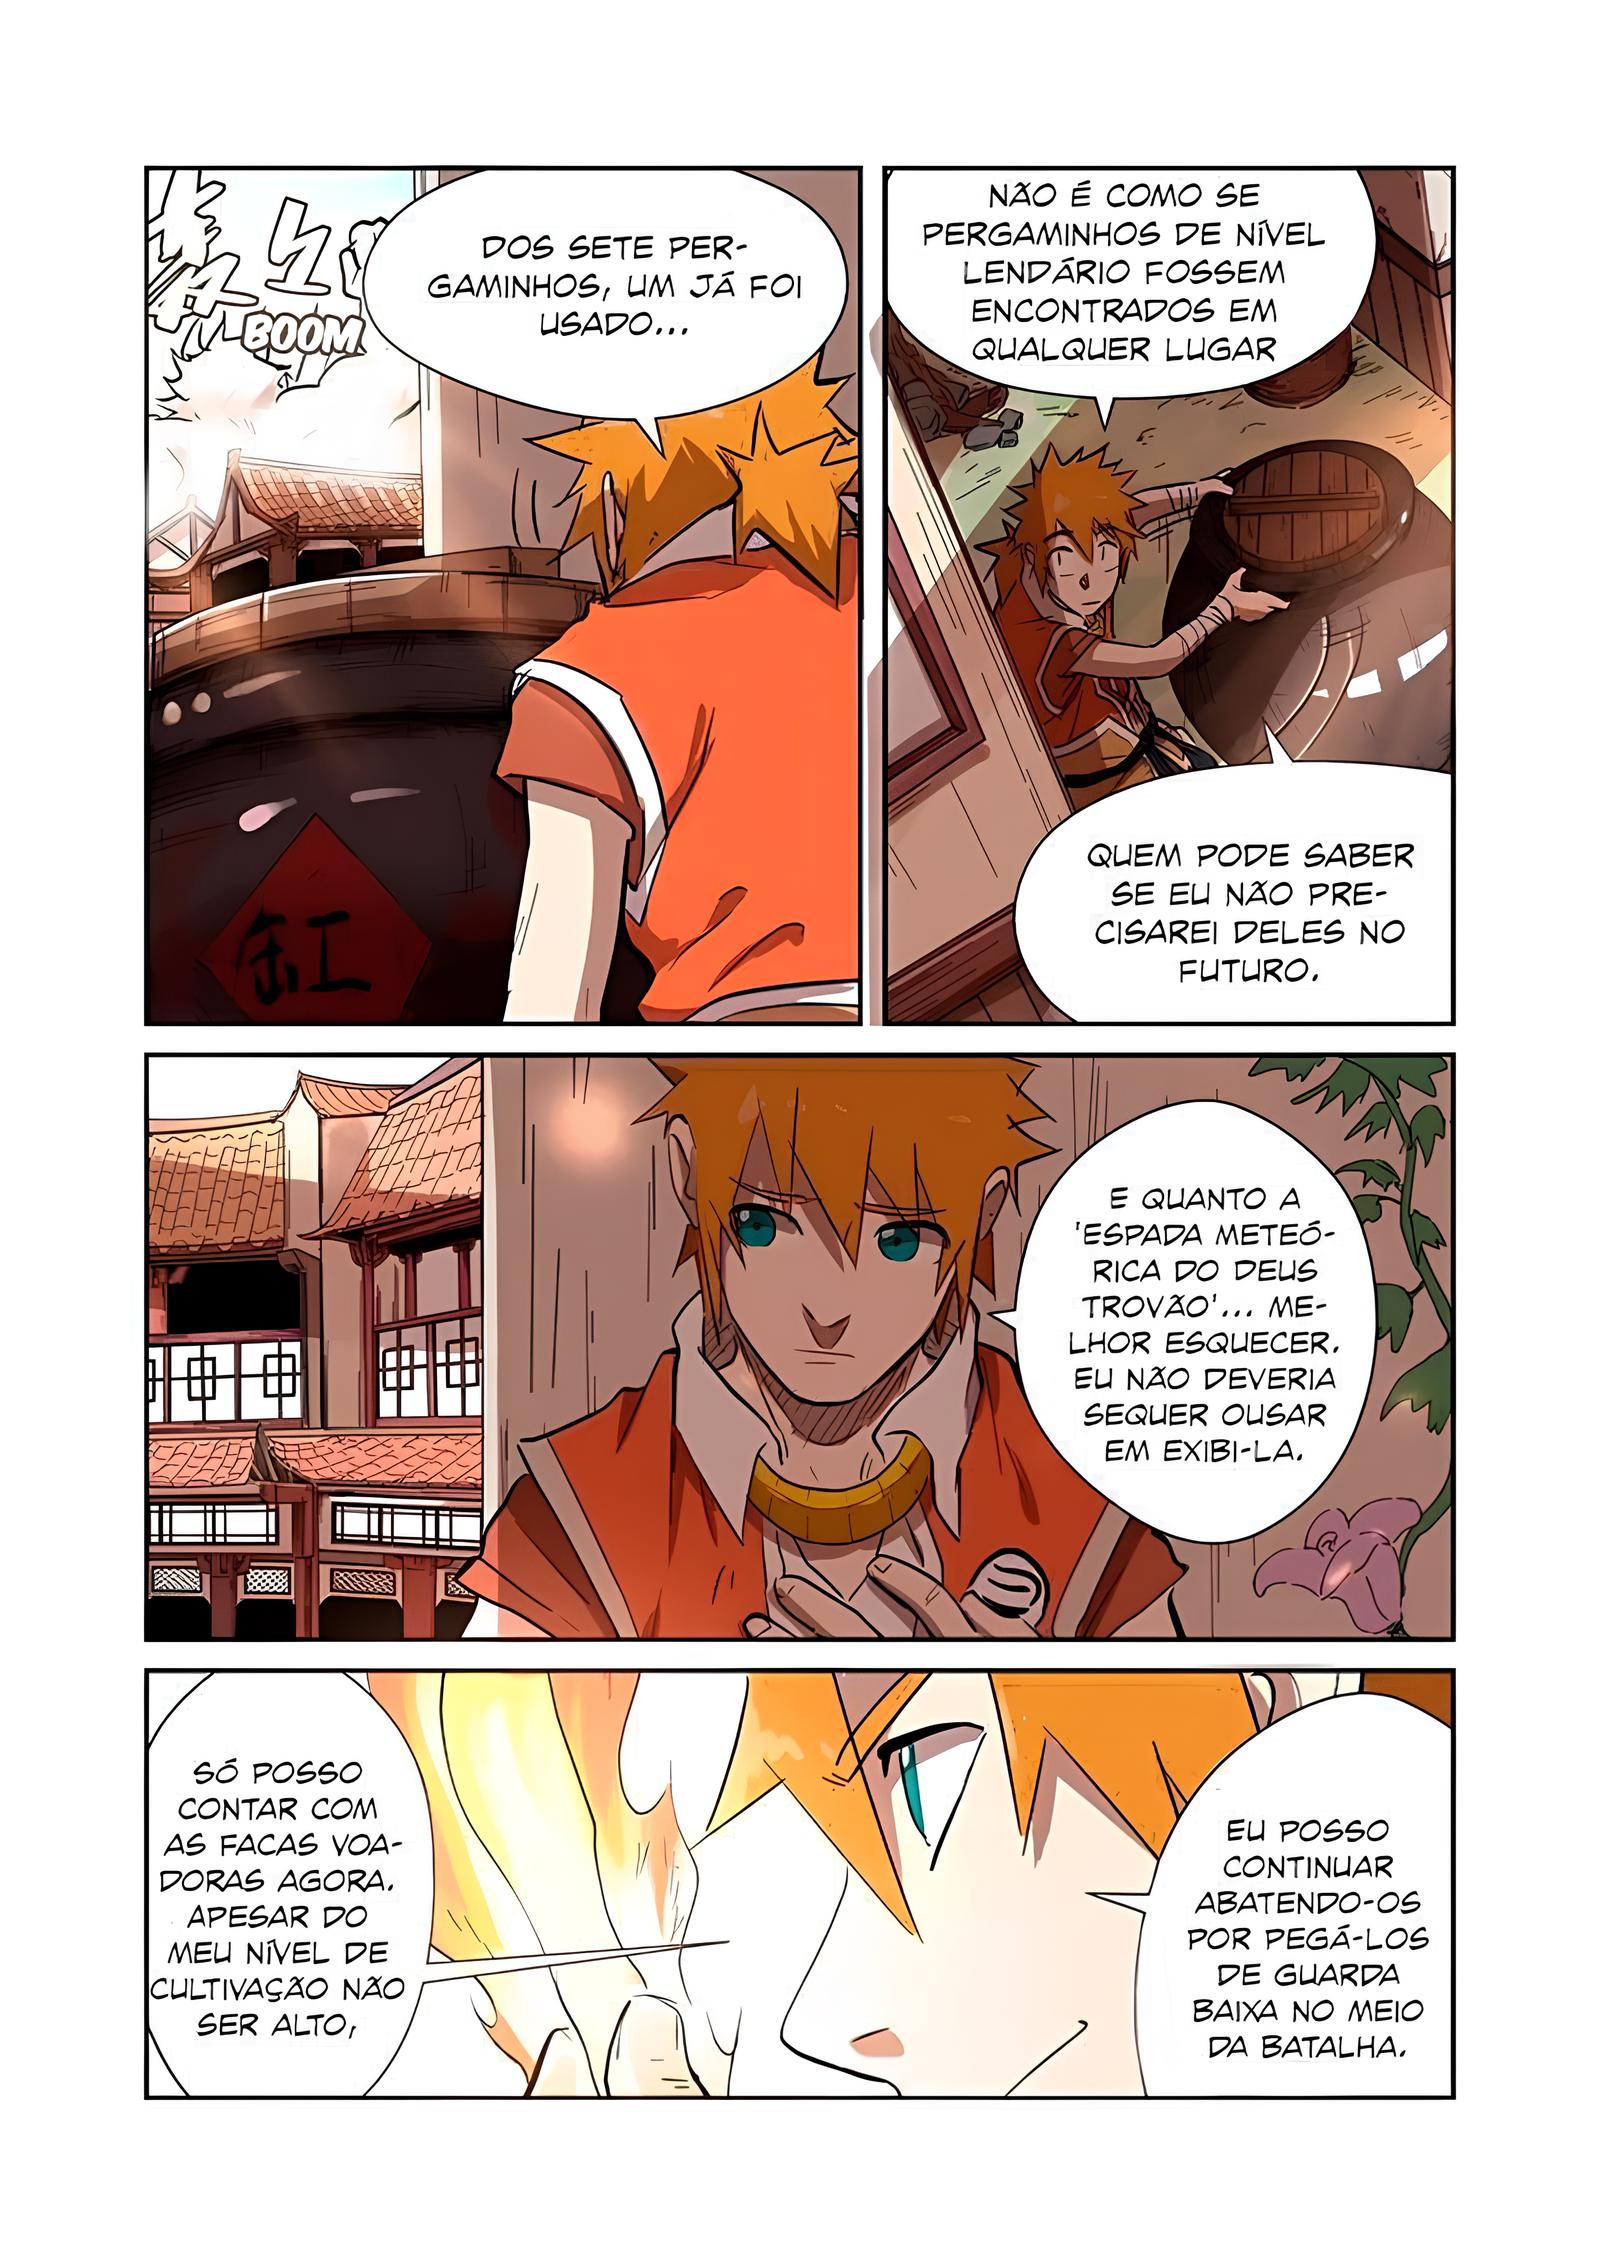 BOOM
DOS SETE PER-
GAMINHOS, UM JÁ FOI
USADO...
缸
NÃO É COMO SE
PERGAMINHOS DE NÍVEL
LENDÁRIO FOSSEM
ENCONTRADOS EM
QUALQUER LUGAR
QUEM PODE SABER
SE EU NÃO PRE-
CISAREI DELES NO
FUTURO.
E QUANTO A
'ESPADA METEÓ-
RICA DO DEUS
TROVÃO'... ME-
LHOR ESQUECER.
EU NÃO DEVERIA
SEQUER OUSAR
EM EXIBI-LA.
SÓ POSSO
CONTAR COM
AS FACAS VOA-
DORAS AGORA.
APESAR DO
MEU NÍVEL DE
CULTIVAÇÃO NÃO
SER ALTO,
EU POSSO
CONTINUAR
ABATENDO-OS
POR PEGÁ-LOS
DE GUARDA
BAIXA NO MEIO
DA BATALHA.